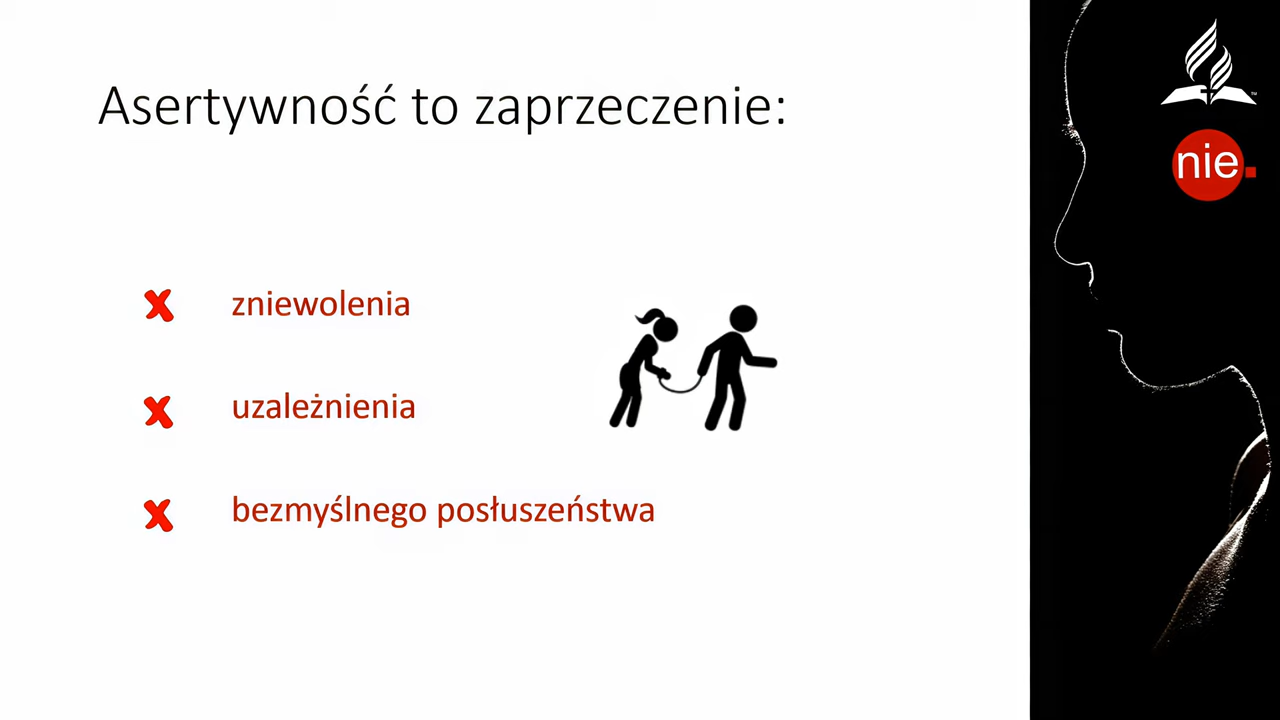 Asertywność to zaprzeczenie:
nie.
zniewolenia
uzależnienia
bezmyślnego posłuszeństwa